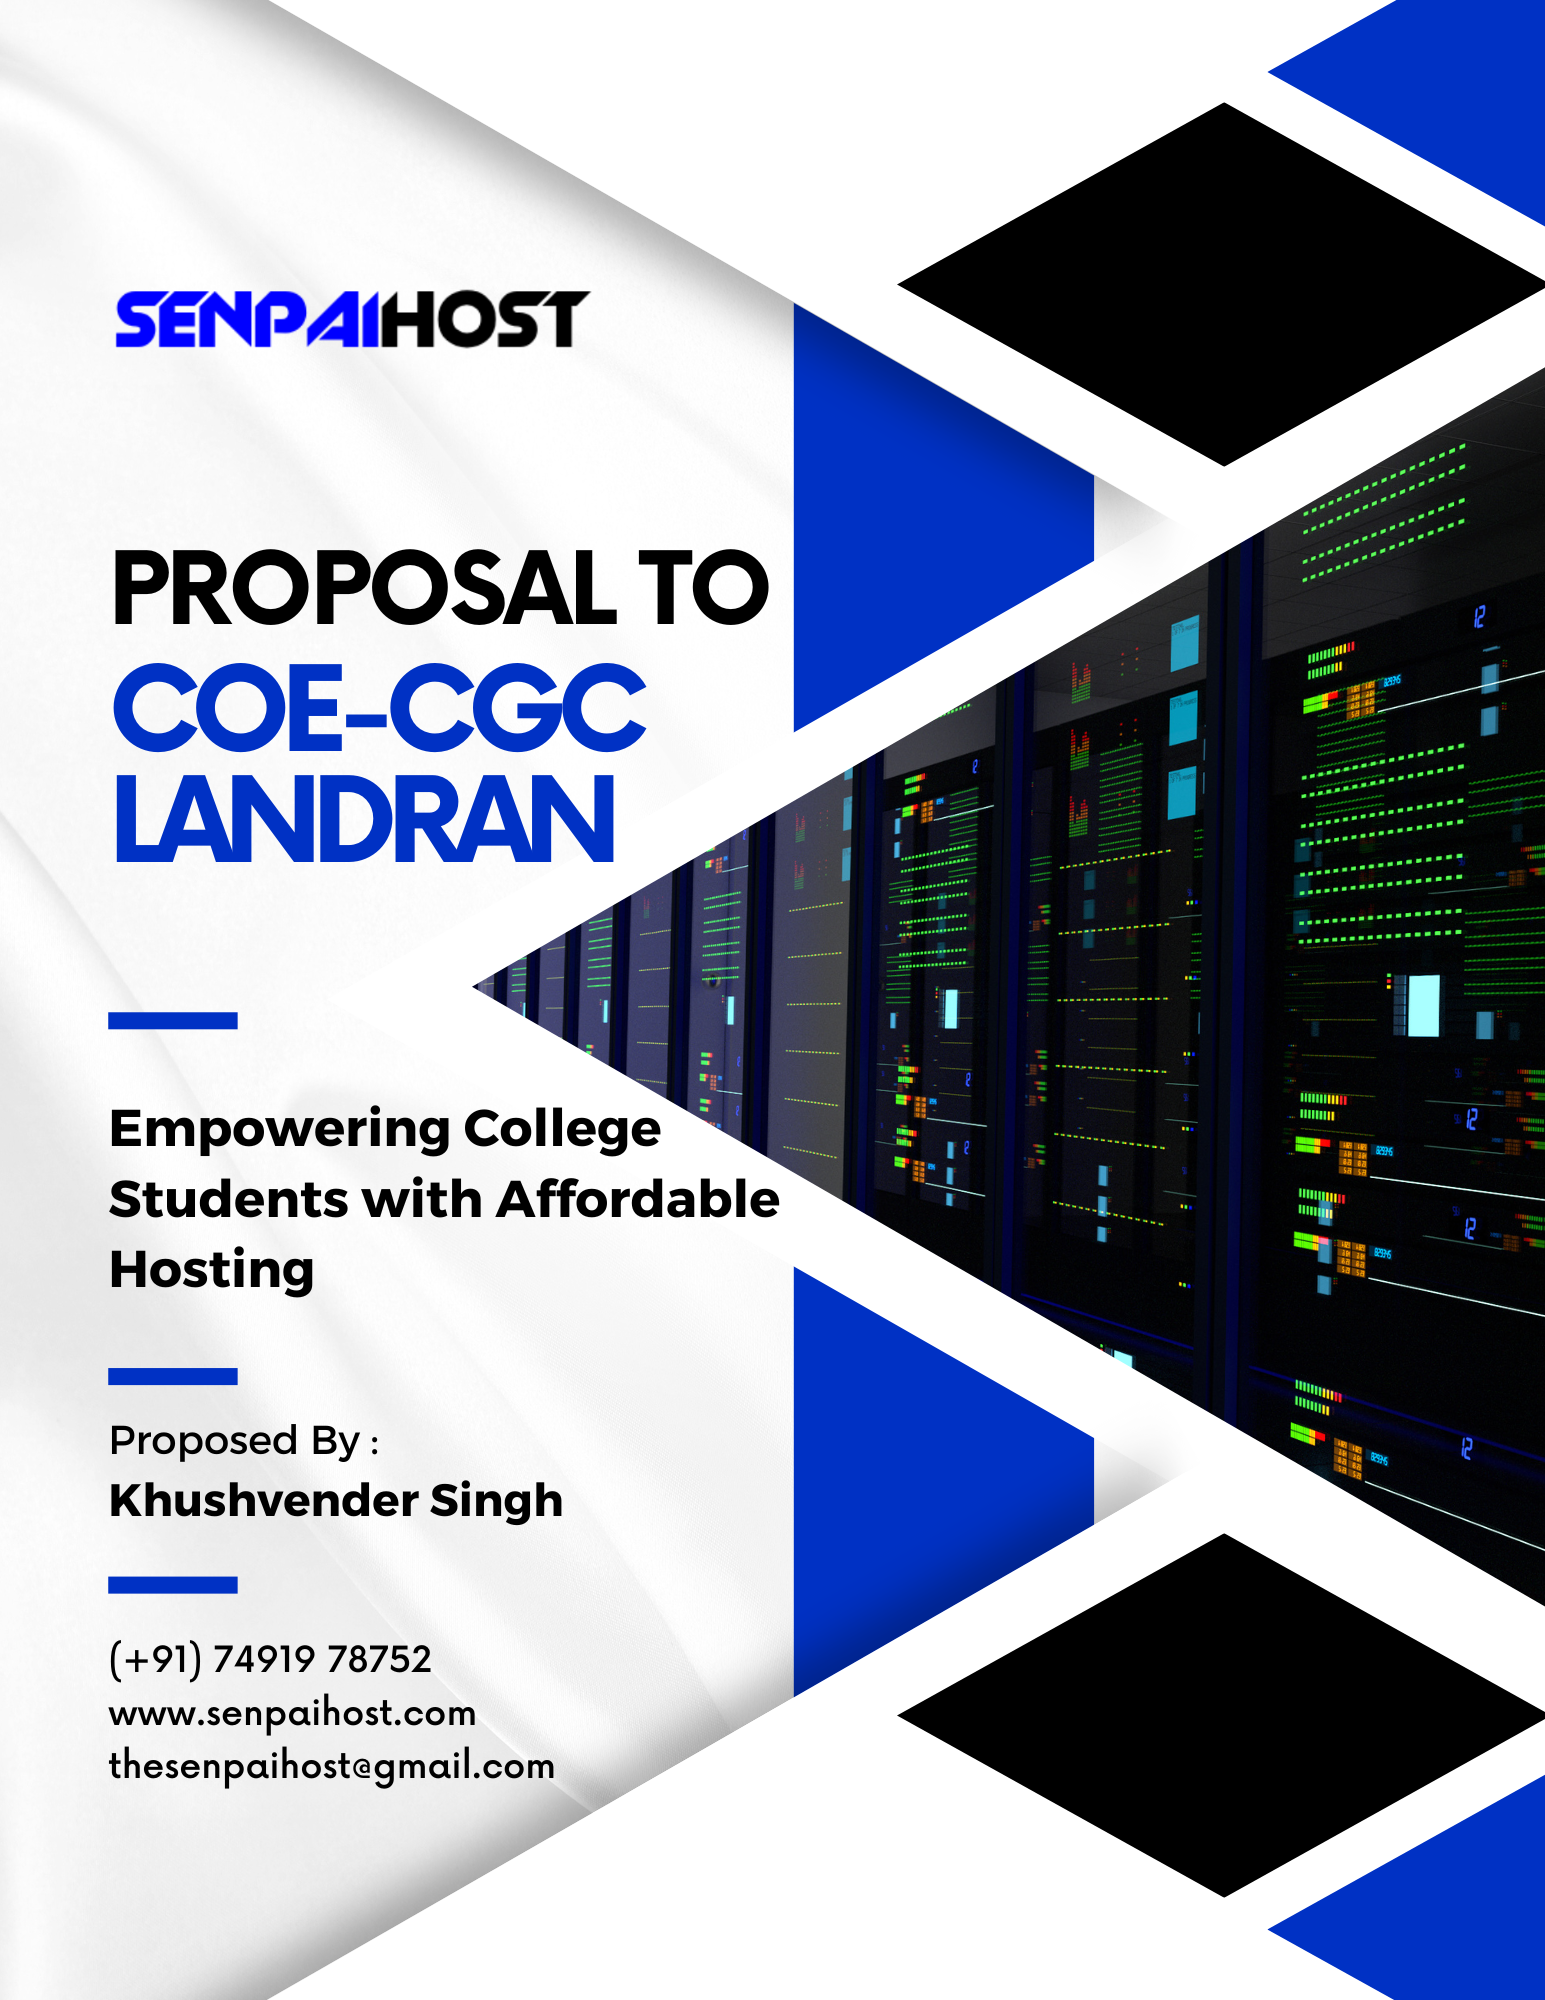 SENPAIHOST
PROPOSAL TO
COE-CGC
LANDRAN
Empowering College
Students with Affordable
Hosting
Proposed By :
Khushvender Singh
(+91) 74919 78752
www.senpaihost.com
thesenpaihost@gmail.com